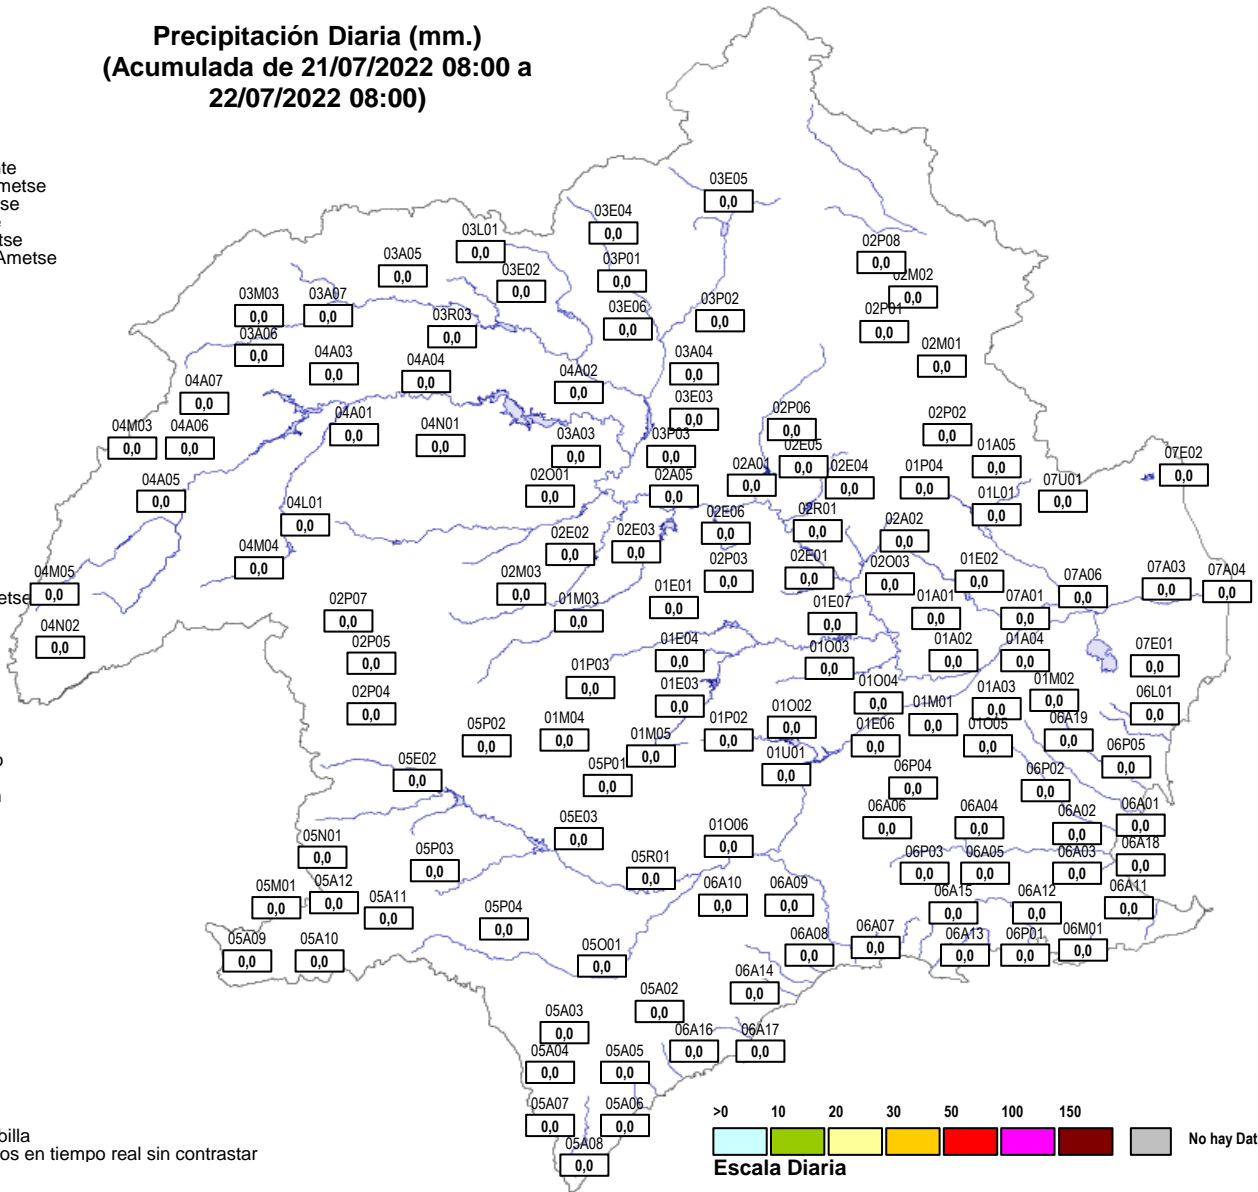 Precipitación Diaria (mm.)
(Acumulada de 21/07/2022 08:00 a
22/07/2022 08:00)
nte
metse
tse
e
tse
Ametse
03E05
0,0
03E04
0,0
03L01
0,0
03A05
0,0
03P01
0,0
03E02
0,0
02P08
0,0
02M02
0,0
03M03
0,0
03A07
0,0
03R03
0,0
03E06
0,0
03P02
0,0
02P01
0,0
03A06
0,0
04A03
0,0
04A04
0,0
04A02
0,0
03A04
0,0
02M01
0,0
04A07
0,0
03E03
0,0
04M03
0,0
04A06
0,0
04A01
0,0
04N01
0,0
03A03
0,0
03P03
0,0
02P06
0,0
02E05
0,0
02P02
0,0
01A05
0,0
07E02
0,0
04A05
0,0
02O01
0,0
02A05
0,0
02A01
0,0
02E04
0,0
01P04
0,0
01L01
0,0
07U01
0,0
04L01
0,0
02E06
0,0
02R01
0,0
02A02
0,0
04M04
0,0
02E02
0,0
02E03
0,0
02P03
0,0
02E01
0,0
02O03
0,0
01E02
0,0
07A06
0,0
07A03
0,0
07A04
0,0
04M05
0,0
etse
02M03
0,0
01M03
0,0
01E01
0,0
01E07
0,0
01A01
0,0
07A01
0,0
04N02
0,0
02P07
0,0
02P05
0,0
01E04
0,0
01O03
0,0
01A02
0,0
01A04
0,0
07E01
0,0
02P04
0,0
01P03
0,0
01E03
0,0
01O04
0,0
01M01
0,0
01A03
0,0
01M02
0,0
06L01
0,0
05P02
0,0
01M04
0,0
01M05
0,0
01P02
0,0
01O02
0,0
01E06
0,0
01O05
0,0
06A19
0,0
06P05
0,0
o
05E02
0,0
05P01
0,0
01U01
0,0
06P04
0,0
06P02
0,0
05E03
0,0
01O06
0,0
06A06
0,0
06A04
0,0
06A02
0,0
06A01
0,0
05N01
0,0
05P03
0,0
05R01
0,0
06P03
0,0
06A05
0,0
06A03
0,0
06A18
0,0
05M01
0,0
05A12
0,0
05A11
0,0
06A10
0,0
06A09
0,0
06A15
0,0
06A12
0,0
06A11
0,0
05P04
0,0
05A09
0,0
05A10
0,0
05O01
0,0
06A08
0,0
06A07
0,0
06A13
0,0
06P01
0,0
06M01
0,0
06A14
0,0
05A02
0,0
05A03
0,0
06A16
0,0
06A17
0,0
05A04
0,0
05A05
0,0
05A07
0,0
05A06
0,0
05A08
0,0
billa
os en tiempo real sin contrastar
>0 10 20 30 50 100 150
No hay Dat
Escala Diaria